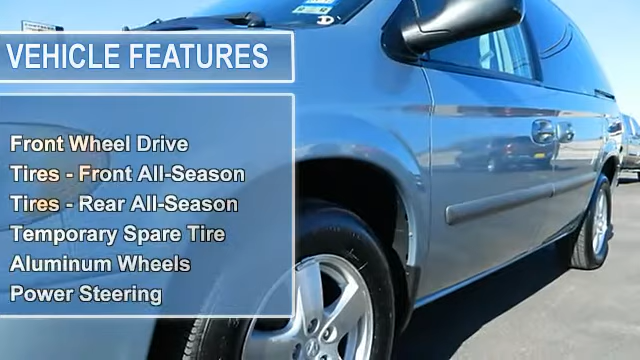 VEHICLE FEATURES
Front Wheel Drive
Tires - Front All-Season
Tires - Rear All-Season
Temporary Spare Tire
Aluminum Wheels
Power Steering